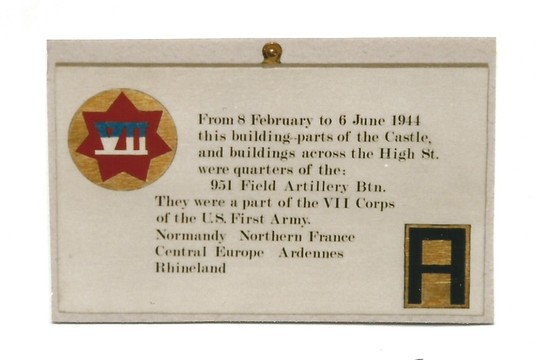 VII
From 8 February to 6 June 1944
this building-parts of the Castle,
and buildings across the High St.
were quarters of the:
951 Field Artillery Btn.
They were a part of the VII Corps
of the U.S. First Army.
Normandy Northern France
Central Europe Ardennes
Rhineland
A